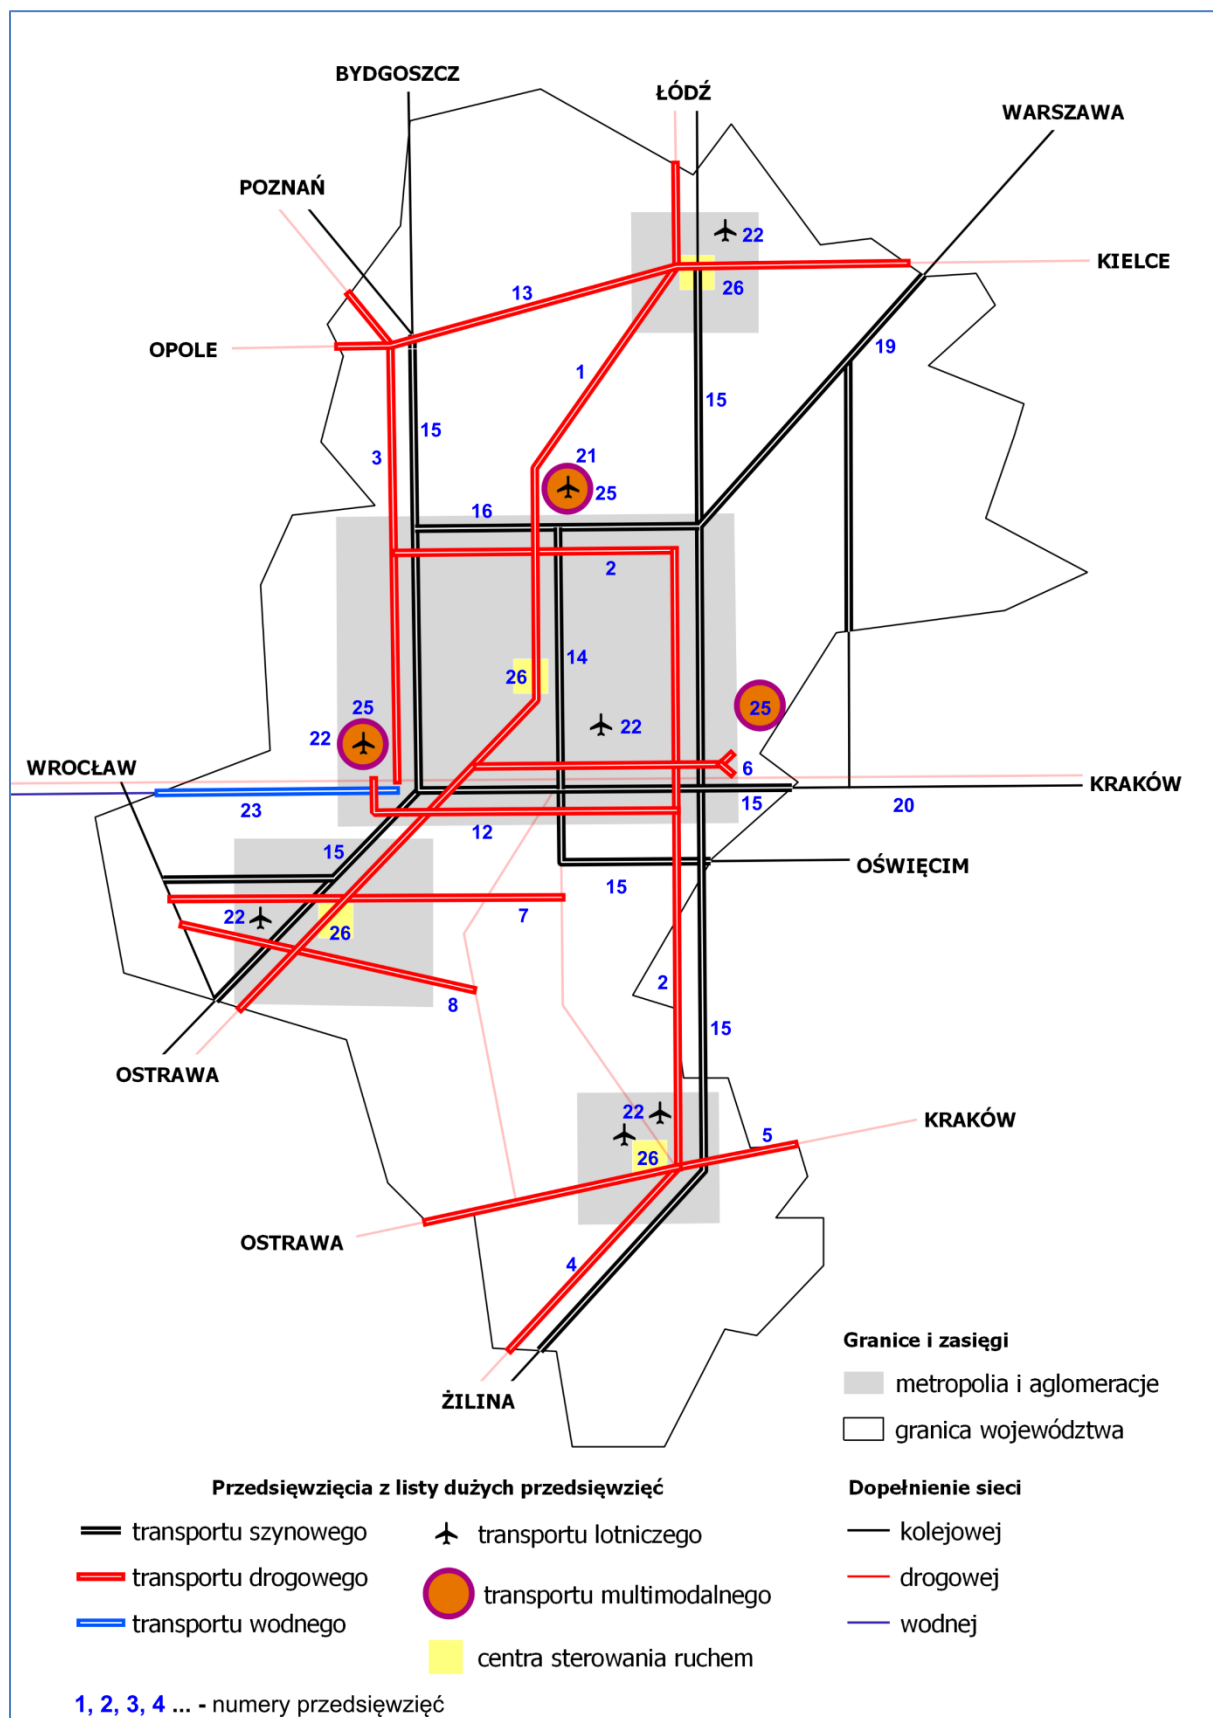 BYDGOSZCZ
ŁÓDŹ
WARSZAWA
POZNAŃ
22
KIELCE
26
13
OPOLE
19
1
15
15
3
21
25
16
2
14
26
25
25
22
22
WROCŁAW
6
KRAKÓW
23
15
20
12
15
OŚWIĘCIM
15
7
22
26
2
8
15
OSTRAWA
22
KRAKÓW
5
26
OSTRAWA
4
Granice i zasięgi
metropolia i aglomeracje
ŻILINA
granica województwa
Przedsięwzięcia z listy dużych przedsięwzięć
Dopełnienie sieci
transportu szynowego
transportu lotniczego
kolejowej
transportu drogowego
transportu multimodalnego
drogowej
transportu wodnego
wodnej
centra sterowania ruchem
1, 2, 3, 4 ... - numery przedsięwzięć